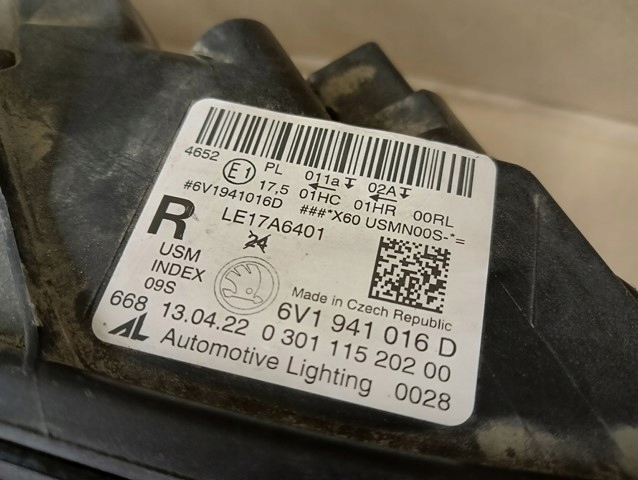 4652 E1 PL 011a 02A
17,5 01HC 01HR 00RL
#6V1941016D ###*X60 USMN00S-*=
R LE17A6401
24
USM
INDEX
09S
Made in Czech Republic
6V1 941 016 D
668 13.04.22 0 301 115 202 00
AL Automotive Lighting 0028